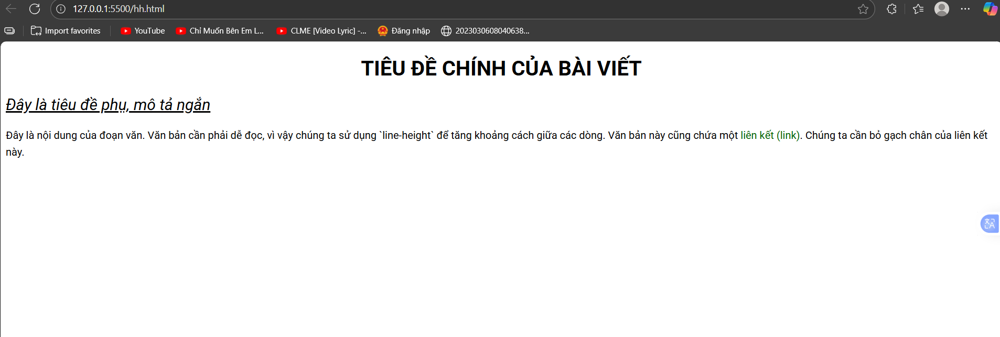 127.0.0.1:5500/hh.html
Import favorites
YouTube
Chỉ Muốn Bên Em L...
CLME [Video Lyric] -...
Đăng nhập
2023030608040638...
TIÊU ĐỀ CHÍNH CỦA BÀI VIẾT
Đây là tiêu đề phụ, mô tả ngắn
Đây là nội dung của đoạn văn. Văn bản cần phải dễ đọc, vì vậy chúng ta sử dụng `line-height` để tăng khoảng cách giữa các dòng. Văn bản này cũng chứa một liên kết (link). Chúng ta cần bỏ gạch chân của liên kết
này.